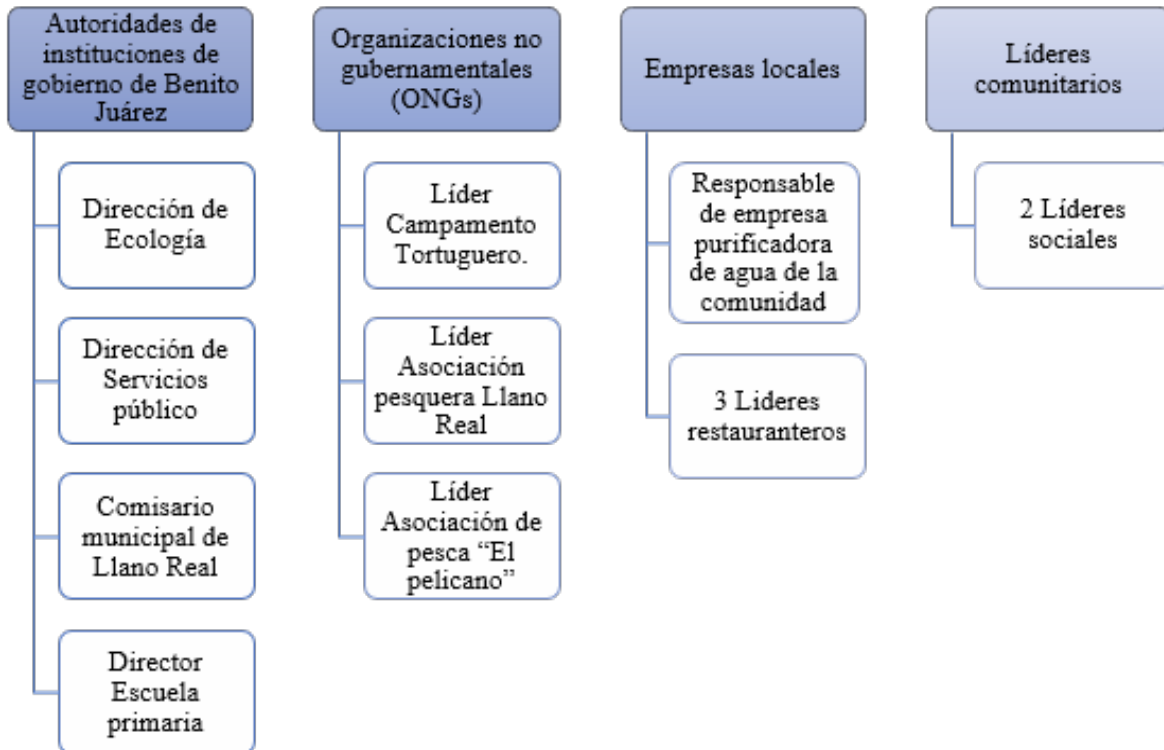 Autoridades de
instituciones de
gobierno de Benito
Juárez
Dirección de
Ecología
Dirección de
Servicios
público
Comisario
municipal de
Llano Real
Director
Escuela
primaria
Organizaciones no
gubernamentales
(ONGs)
Líder
Campamento
Tortuguero.
Líder
Asociación
pesquera Llano
Real
Líder
Asociación de
pesca “El
pelicano”
Empresas locales
Responsable
de empresa
purificadora
de agua de la
comunidad
3 Lideres
restauranteros
Líderes
comunitarios
2 Líderes
sociales